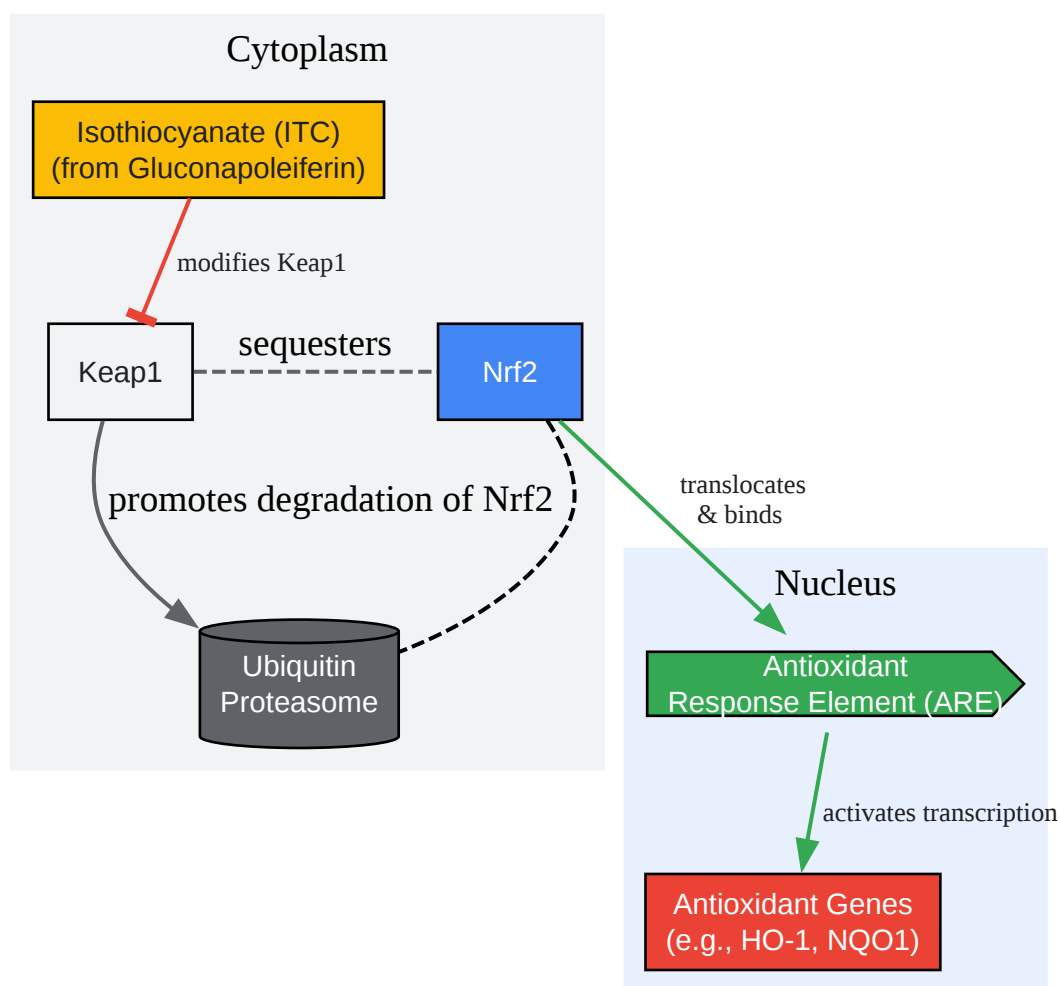 Cytoplasm
Isothiocyanate (ITC)
(from Gluconapoleiferin)
modifies Keap1
Keap1
sequesters
Nrf2
promotes degradation of Nrf2
translocates
& binds
Ubiquitin
Proteasome
Nucleus
Antioxidant
Response Element (ARE)
activates transcription
Antioxidant Genes
(e.g., HO-1, NQO1)